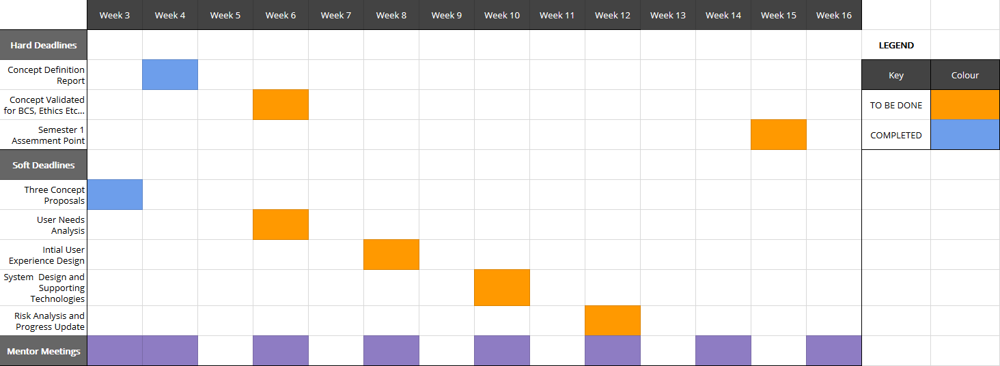 Week 3 Week 4 Week 5 Week 6 Week 7 Week 8 Week 9 Week 10 Week 11 Week 12 Week 13 Week 14 Week 15 Week 16
Hard Deadlines
LEGEND
Concept Definition
Report
Key Colour
Concept Validated
for BCS, Ethics Etc...
TO BE DONE
Semester 1
Assemment Point
COMPLETED
Soft Deadlines
Three Concept
Proposals
User Needs
Analysis
Intial User
Experience Design
System Design and
Supporting
Technologies
Risk Analysis and
Progress Update
Mentor Meetings